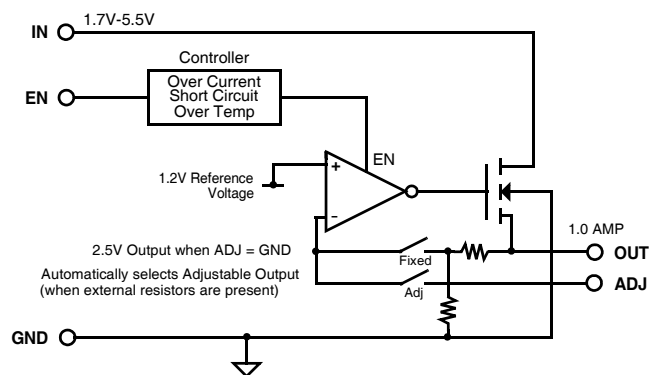 1.7V-5.5V
IN
Controller
Over Current
Short Circuit
Over Temp
EN
EN
+
1.2V Reference
Voltage
–
1.0 AMP
2.5V Output when ADJ = GND
Fixed
OUT
Automatically selects Adjustable Output
(when external resistors are present)
Adj
ADJ
GND